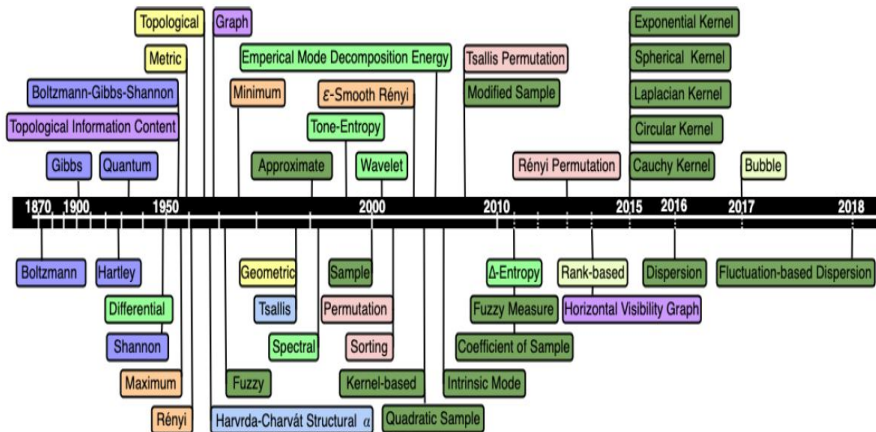 Topological
Graph
Exponential Kernel
Metric
Emperical Mode Decomposition Energy
Tsallis Permutation
Spherical Kernel
Boltzmann-Gibbs-Shannon
Minimum
ε-Smooth Rényi
Modified Sample
Laplacian Kernel
Topological Information Content
Tone-Entropy
Circular Kernel
Gibbs
Quantum
Approximate
Wavelet
Rényi Permutation
Cauchy Kernel
Bubble
1870 1900 1950 2000 2010 2015 2016 2017 2018
Boltzmann
Hartley
Geometric
Sample
Δ-Entropy
Rank-based
Dispersion
Fluctuation-based Dispersion
Differential
Tsallis
Permutation
Fuzzy Measure
Horizontal Visibility Graph
Shannon
Spectral
Sorting
Coefficient of Sample
Maximum
Fuzzy
Kernel-based
Intrinsic Mode
Rényi
Harvrda-Charvát Structural α
Quadratic Sample